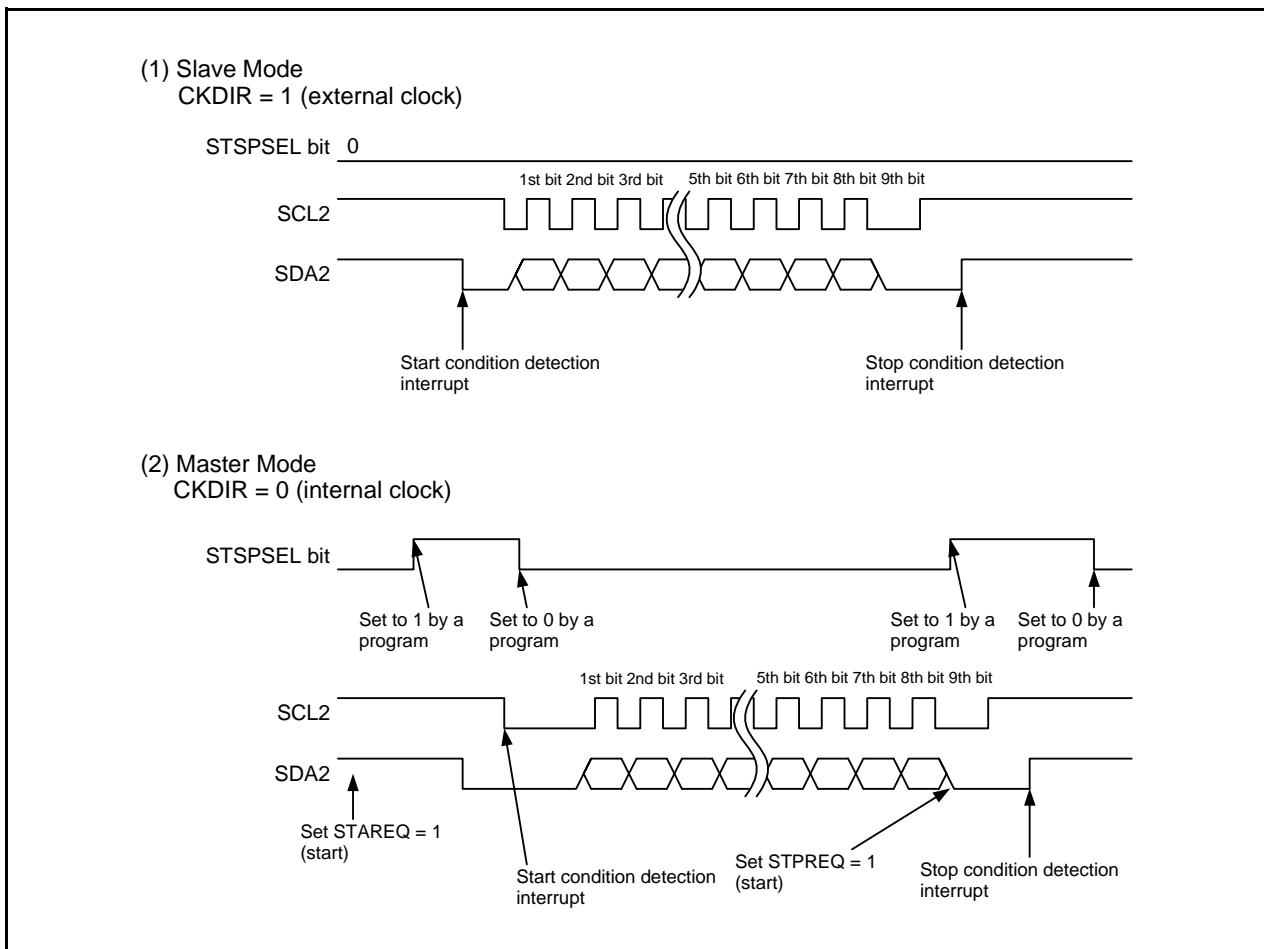 (1) Slave Mode
CKDIR = 1 (external clock)
STSPSEL bit 0
1st bit 2nd bit 3rd bit 5th bit 6th bit 7th bit 8th bit 9th bit
SCL2
SDA2
Start condition detection
interrupt
Stop condition detection
interrupt
(2) Master Mode
CKDIR = 0 (internal clock)
STSPSEL bit
Set to 1 by a
program
Set to 0 by a
program
Set to 1 by a
program
Set to 0 by a
program
1st bit 2nd bit 3rd bit 5th bit 6th bit 7th bit 8th bit 9th bit
SCL2
SDA2
Set STAREQ = 1
(start)
Start condition detection
interrupt
Set STPREQ = 1
(start)
Stop condition detection
interrupt